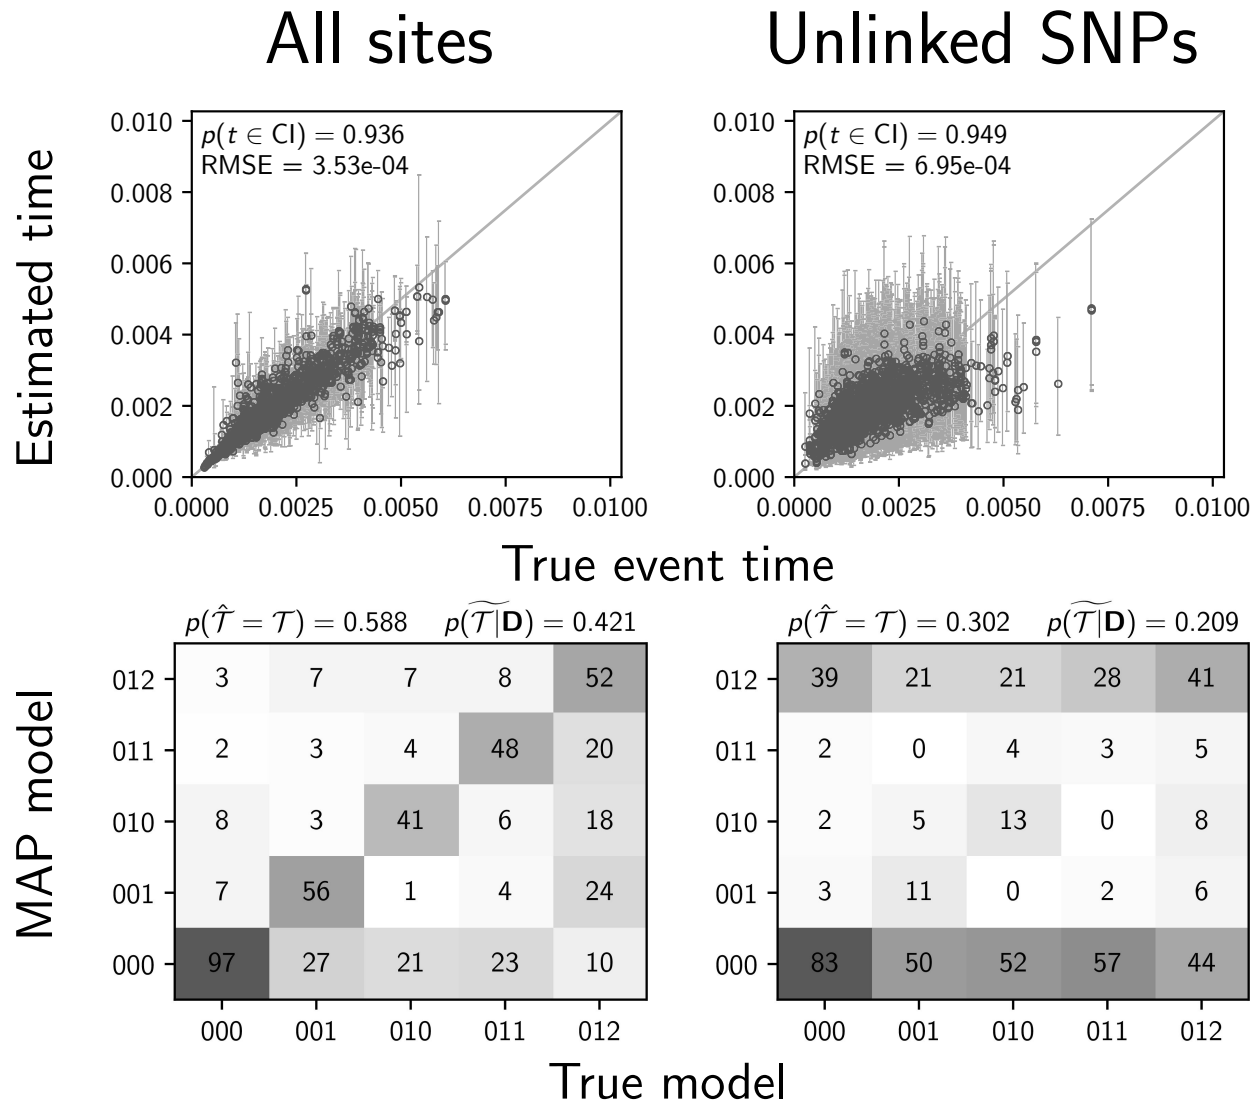 All sites
Unlinked SNPs
Estimated time
0.010
0.008
0.006
0.004
0.002
0.000
p(t ∈ CI) = 0.936
RMSE = 3.53e-04
0.0000 0.0025 0.0050 0.0075 0.0100
0.010
0.008
0.006
0.004
0.002
0.000
p(t ∈ CI) = 0.949
RMSE = 6.95e-04
0.0000 0.0025 0.0050 0.0075 0.0100
True event time
MAP model
p(𝒯̂ = 𝒯) = 0.588 p(𝒯|𝐃)͠ = 0.421
012 3 7 7 8 52
011 2 3 4 48 20
010 8 3 41 6 18
001 7 56 1 4 24
000 97 27 21 23 10
000 001 010 011 012
p(𝒯̂ = 𝒯) = 0.302 p(𝒯|𝐃)͠ = 0.209
012 39 21 21 28 41
011 2 0 4 3 5
010 2 5 13 0 8
001 3 11 0 2 6
000 83 50 52 57 44
000 001 010 011 012
True model